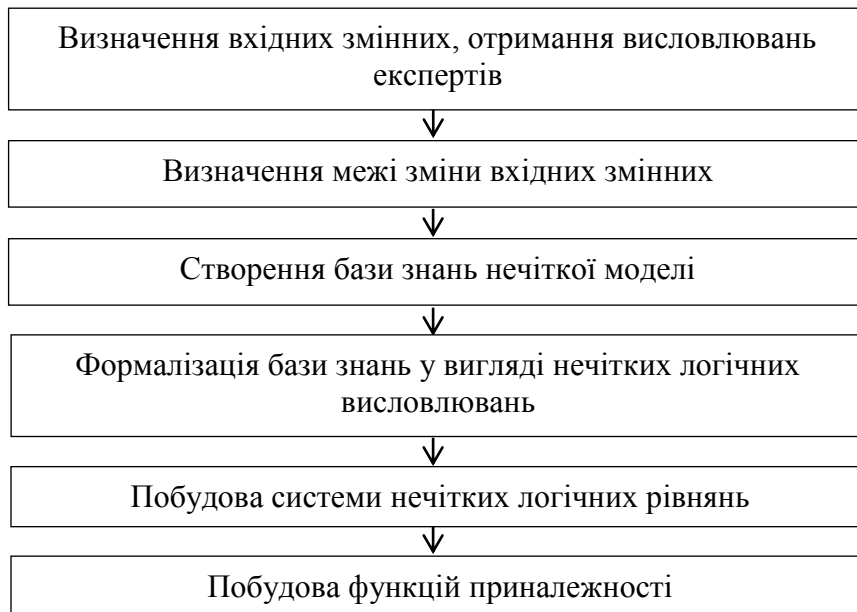 Визначення вхідних змінних, отримання висловлювань
експертів
Визначення межі зміни вхідних змінних
Створення бази знань нечіткої моделі
Формалізація бази знань у вигляді нечітких логічних
висловлювань
Побудова системи нечітких логічних рівнянь
Побудова функцій приналежності